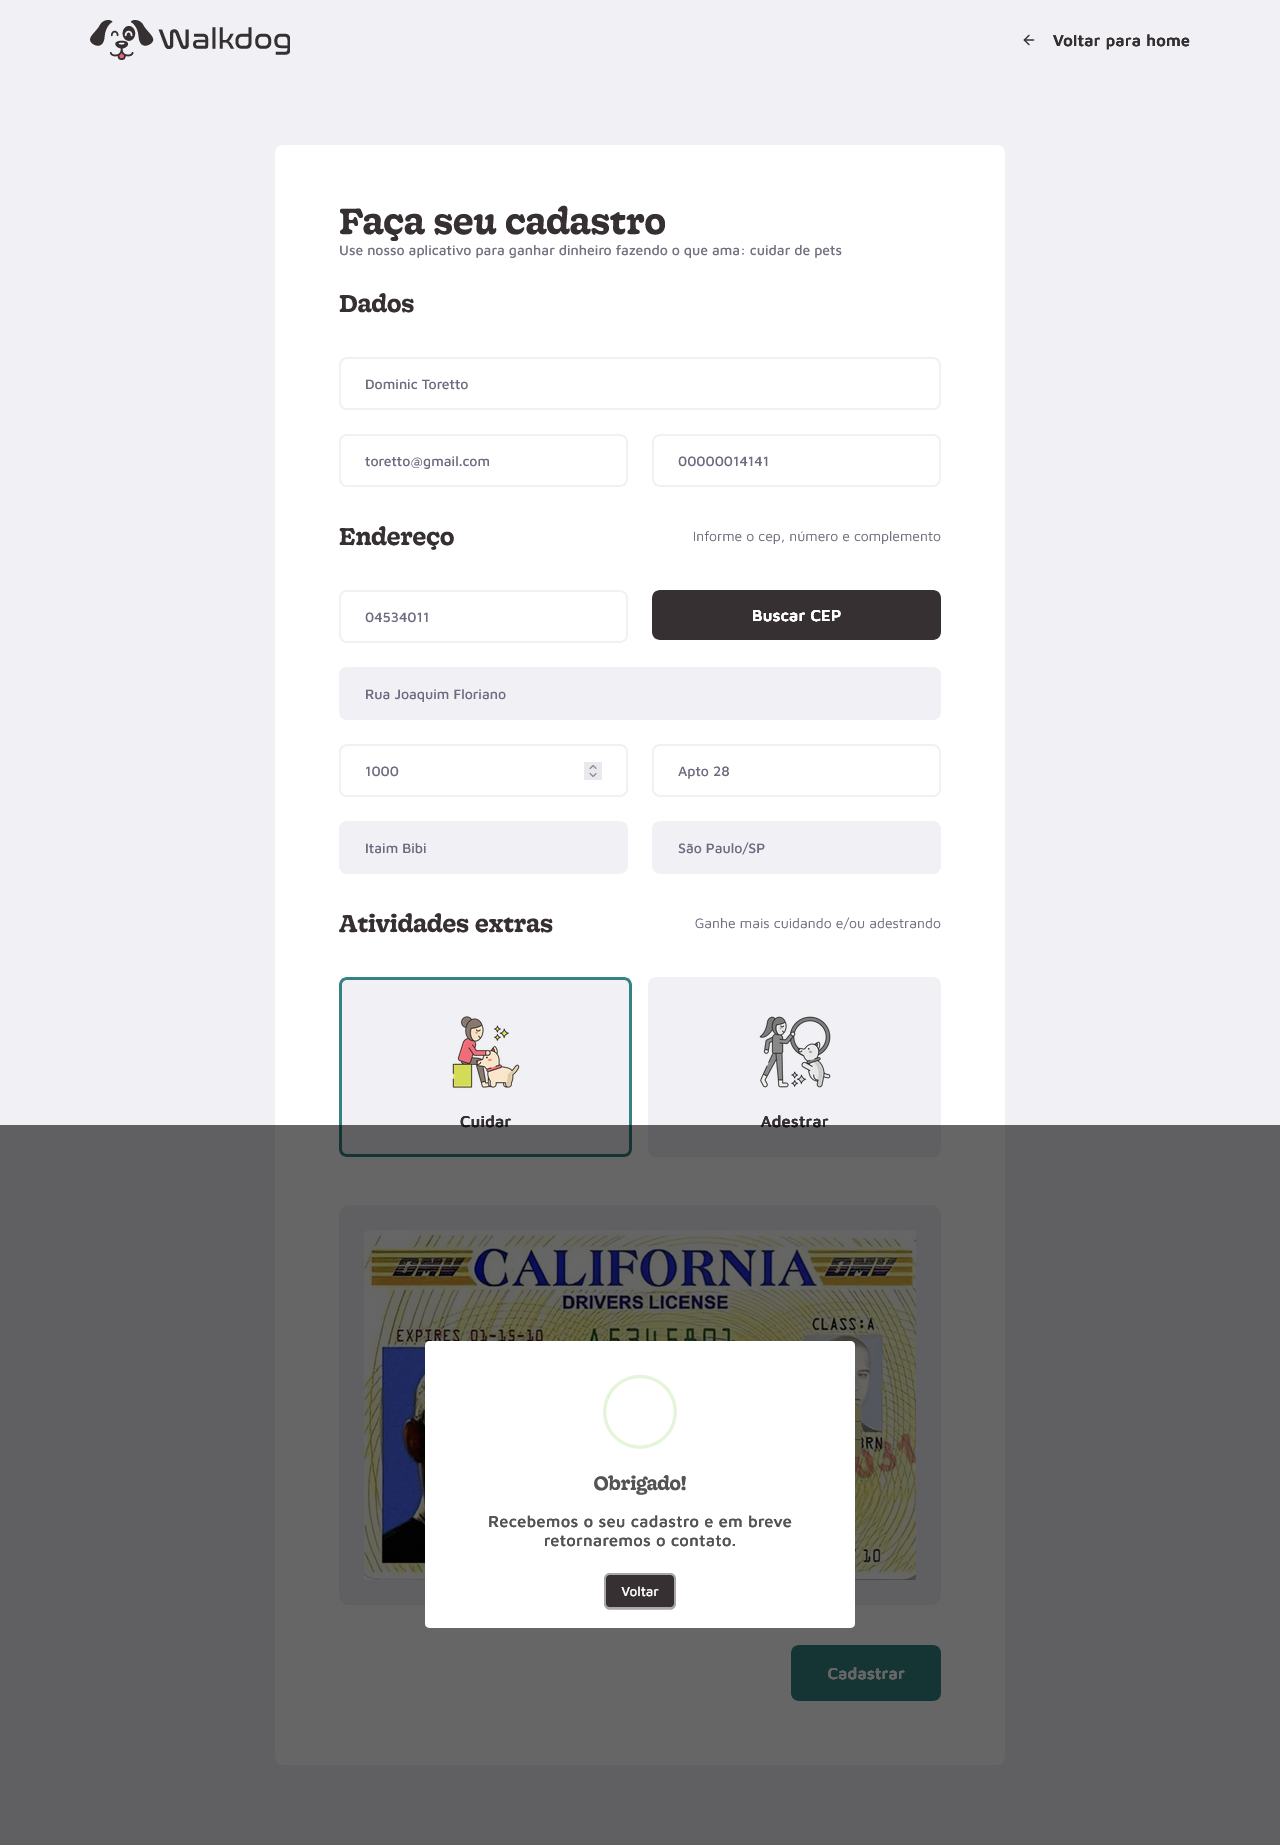 Walkdog
Voltar para home
Faça seu cadastro
Use nosso aplicativo para ganhar dinheiro fazendo o que ama: cuidar de pets
Dados
Dominic Toretto
toretto@gmail.com
00000014141
Endereço
Informe o cep, número e complemento
04534011
Buscar CEP
Rua Joaquim Floriano
1000
Apto 28
Itaim Bibi
São Paulo/SP
Atividades extras
Ganhe mais cuidando e/ou adestrando
Cuidar
Adestrar
DMV CALIFORNIA DMV
DRIVERS LICENSE
CLASS:A
EXPIRES 01-15-10
Obrigado!
Recebemos o seu cadastro e em breve
retornaremos o contato.
10
Voltar
Cadastrar